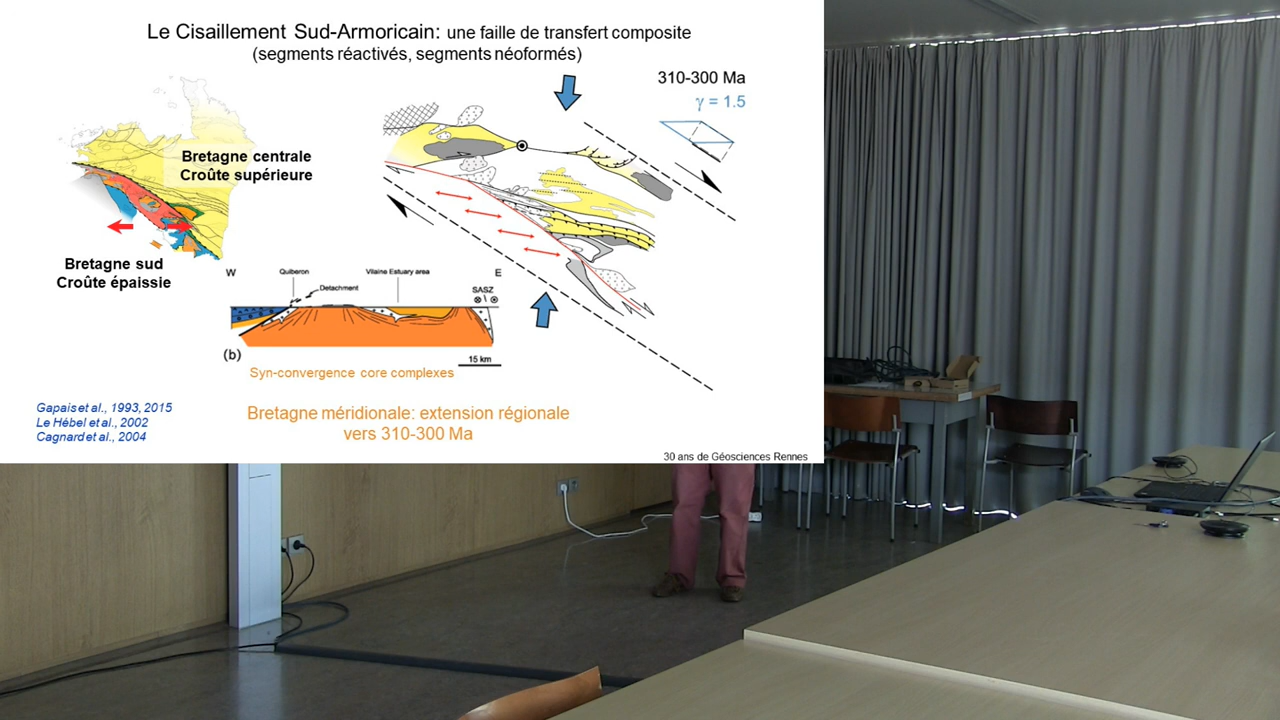 Le Cisaillement Sud-Armoricain: une faille de transfert composite
(segments réactivés, segments néoformés)
310-300 Ma
γ = 1.5
Bretagne centrale
Croûte supérieure
Bretagne sud
Croûte épaissie
W
Quiberon
Vilaine Estuary area
E
Detachment
SASZ
(b)
15 km
Syn-convergence core complexes
Gapais et al., 1993, 2015
Le Hébel et al., 2002
Cagnard et al., 2004
Bretagne méridionale: extension régionale
vers 310-300 Ma
30 ans de Géosciences Rennes